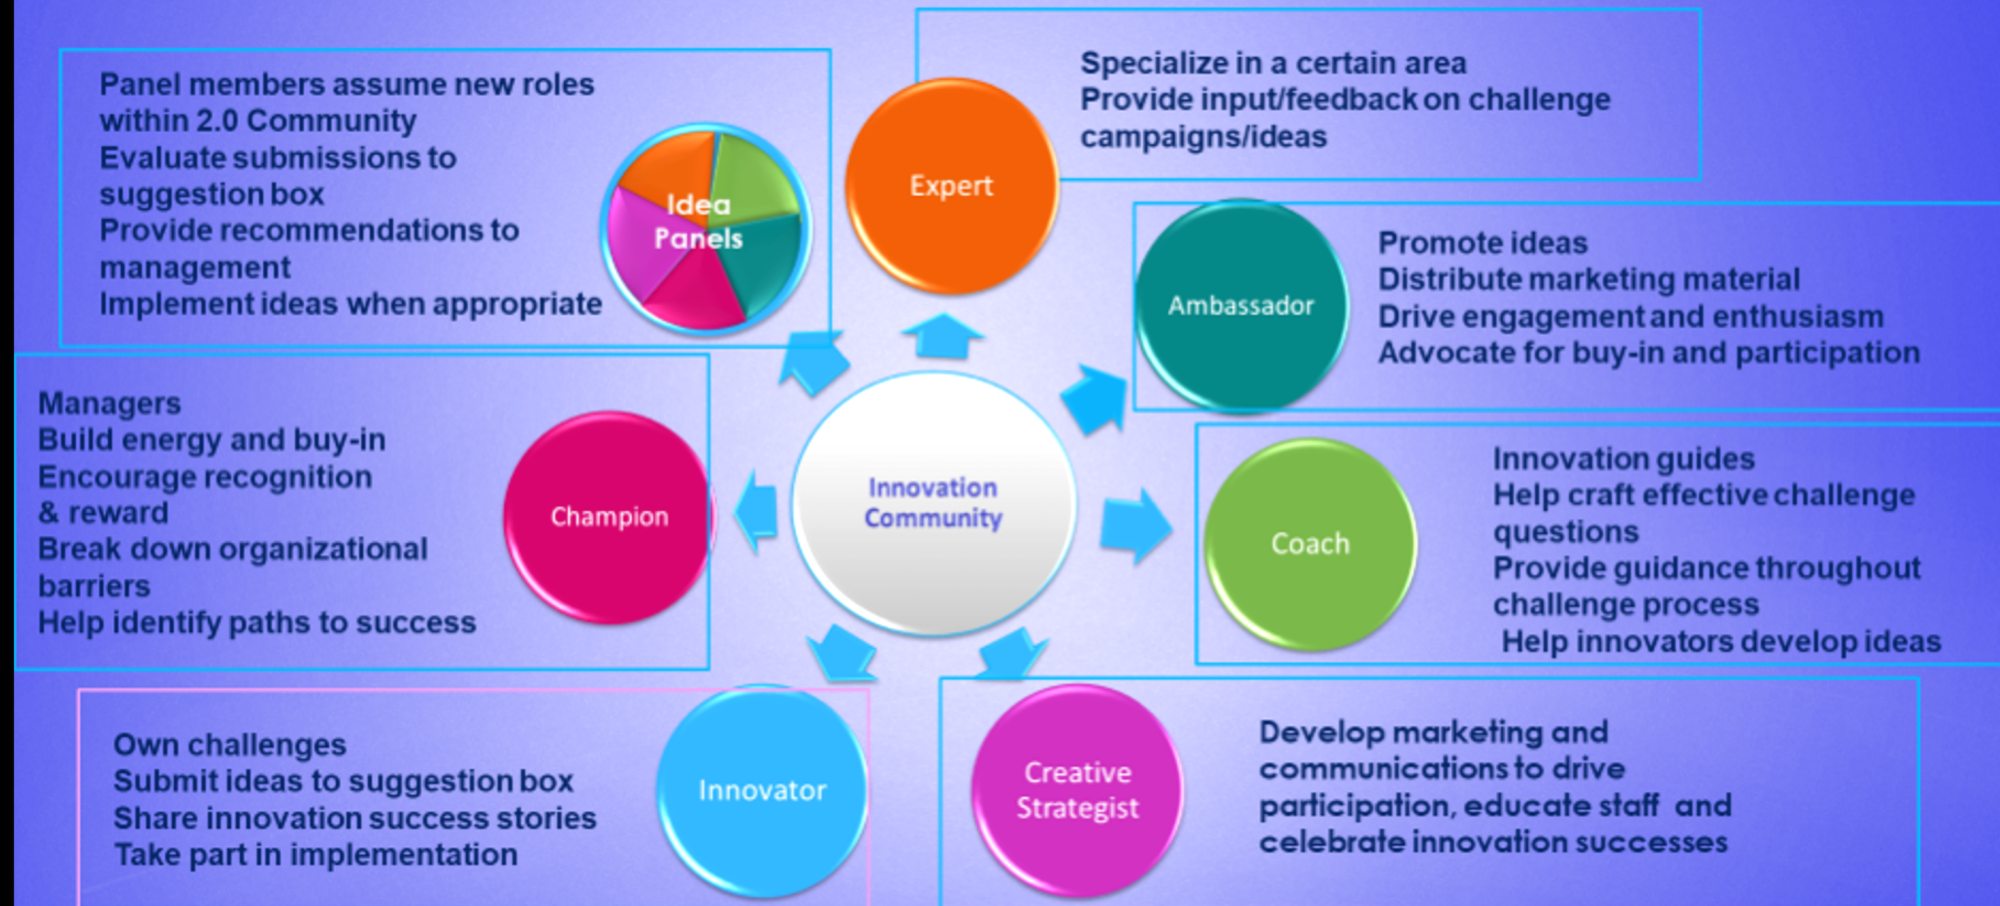 Panel members assume new roles
within 2.0 Community
Evaluate submissions to
suggestion box
Provide recommendations to
management
Implement ideas when appropriate
Idea
Panels
Expert
Specialize in a certain area
Provide input/feedback on challenge
campaigns/ideas
Ambassador
Promote ideas
Distribute marketing material
Drive engagement and enthusiasm
Advocate for buy-in and participation
Managers
Build energy and buy-in
Encourage recognition
& reward
Break down organizational
barriers
Help identify paths to success
Champion
Innovation
Community
Coach
Innovation guides
Help craft effective challenge
questions
Provide guidance throughout
challenge process
Help innovators develop ideas
Own challenges
Submit ideas to suggestion box
Share innovation success stories
Take part in implementation
Innovator
Creative
Strategist
Develop marketing and
communications to drive
participation, educate staff and
celebrate innovation successes